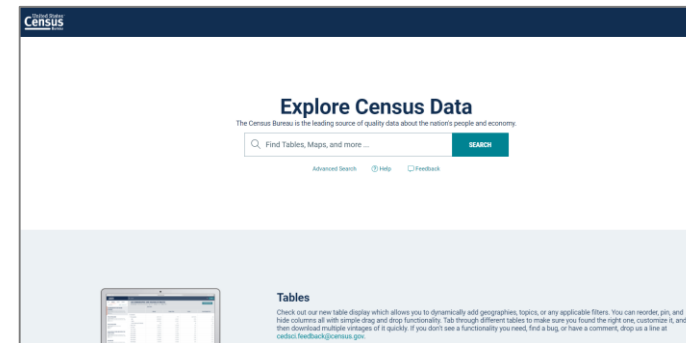 United States®
Census
Bureau
Explore Census Data
The Census Bureau is the leading source of quality data about the nation's people and economy.
Find Tables, Maps, and more ...
SEARCH
Advanced Search Help Feedback
Tables
Check out our new table display which allows you to dynamically add geographies, topics, or any applicable filters. You can reorder, pin, and
hide columns all with simple drag and drop functionality. Tab through different tables to make sure you found the right one, customize it, and
then download multiple vintages of it quickly. If you don't see a functionality you need, find a bug, or have a comment, drop us a line at
cedsci.feedback@census.gov.